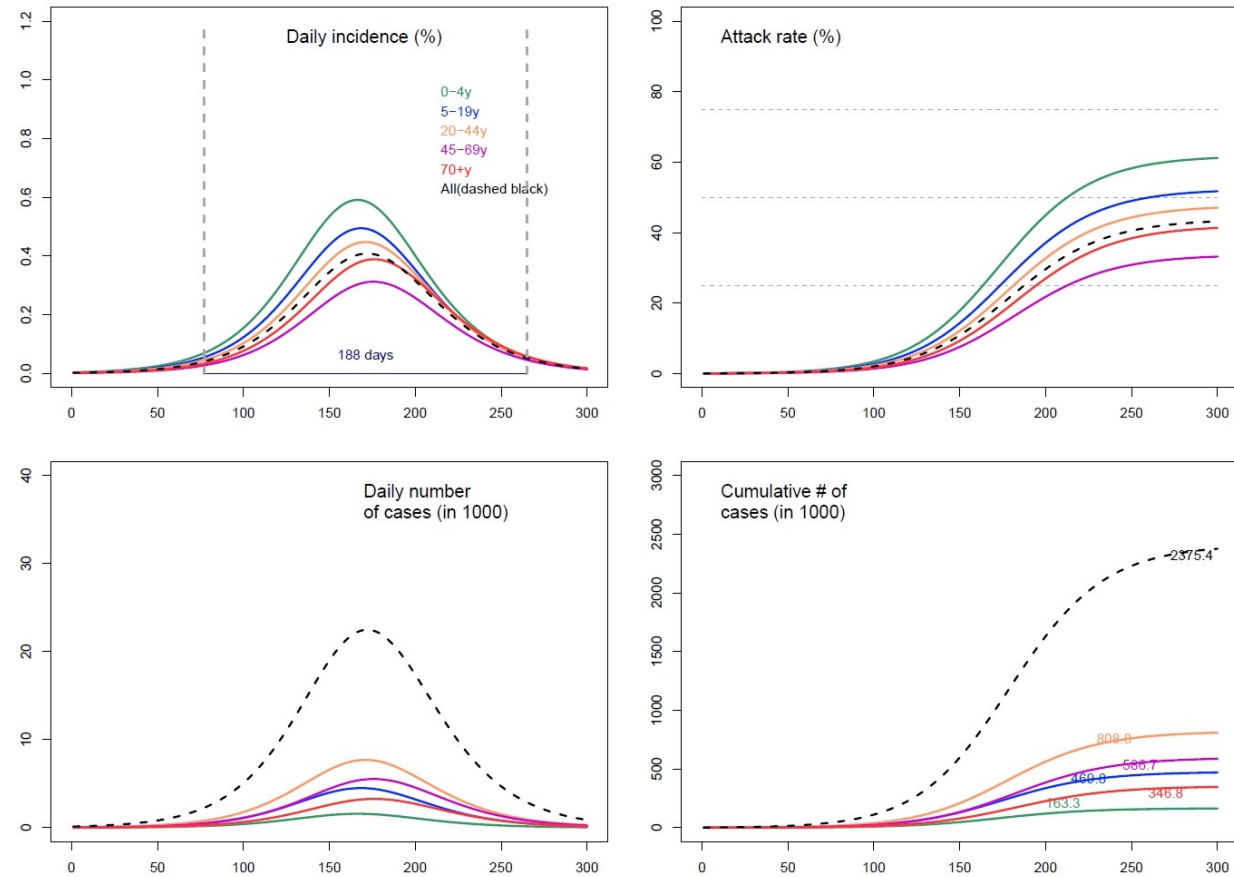 Daily incidence (%)
0−4y
5−19y
20−44y
45−69y
70+y
All(dashed black)
188 days
0.0 0.2 0.4 0.6 0.8 1.0 1.2
0 50 100 150 200 250 300
Attack rate (%)
0 20 40 60 80 100
0 50 100 150 200 250 300
Daily number
of cases (in 1000)
0 10 20 30 40
0 50 100 150 200 250 300
Cumulative # of
cases (in 1000)
2375.4
808.8
586.7
469.8
346.8
163.3
0 500 1000 1500 2000 2500 3000
0 50 100 150 200 250 300